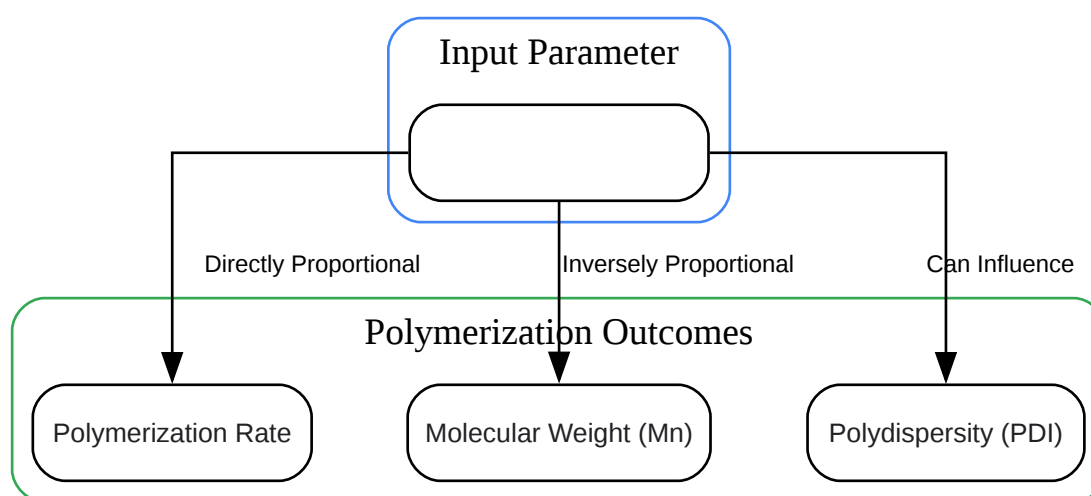 Input Parameter
Directly Proportional
Inversely Proportional
Can Influence
Polymerization Outcomes
Polymerization Rate
Molecular Weight (Mn)
Polydispersity (PDI)